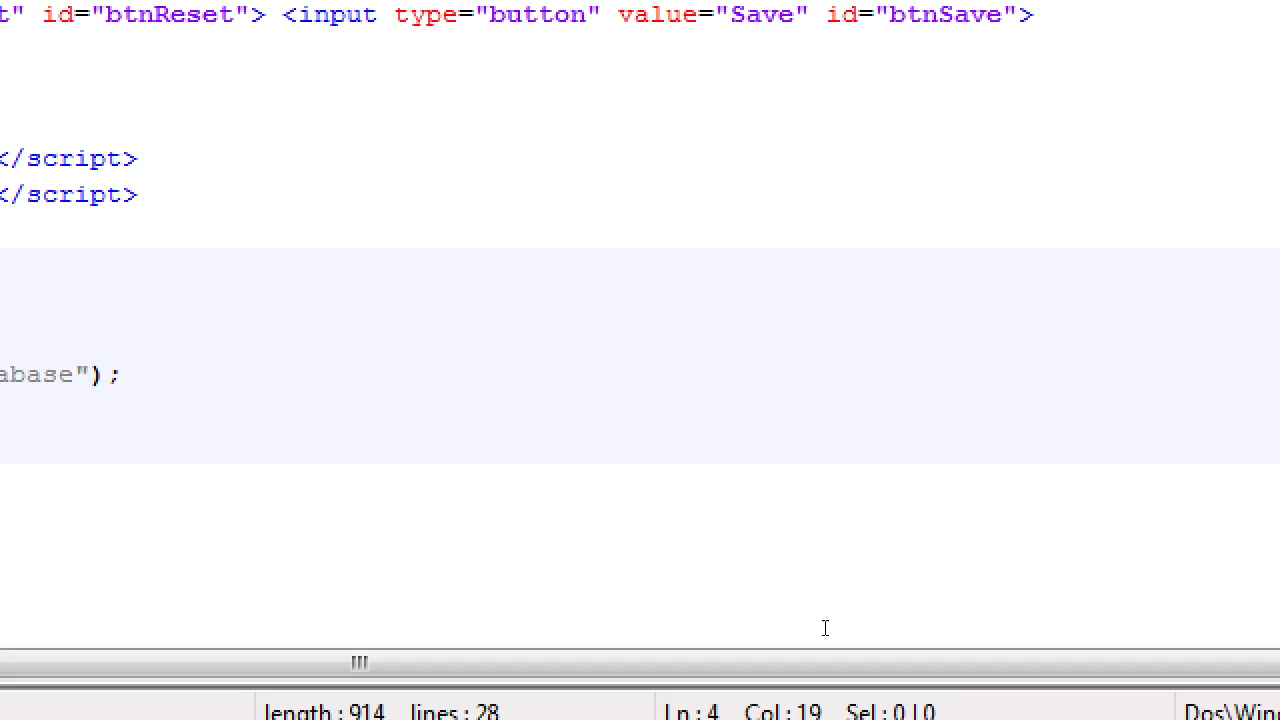 t" id="btnReset"> <input type="button" value="Save" id="btnSave">
</script>
</script>
abase");
length : 914 lines : 28 Ln : 4 Col : 19 Sel : 0 | 0 Dos\Wind